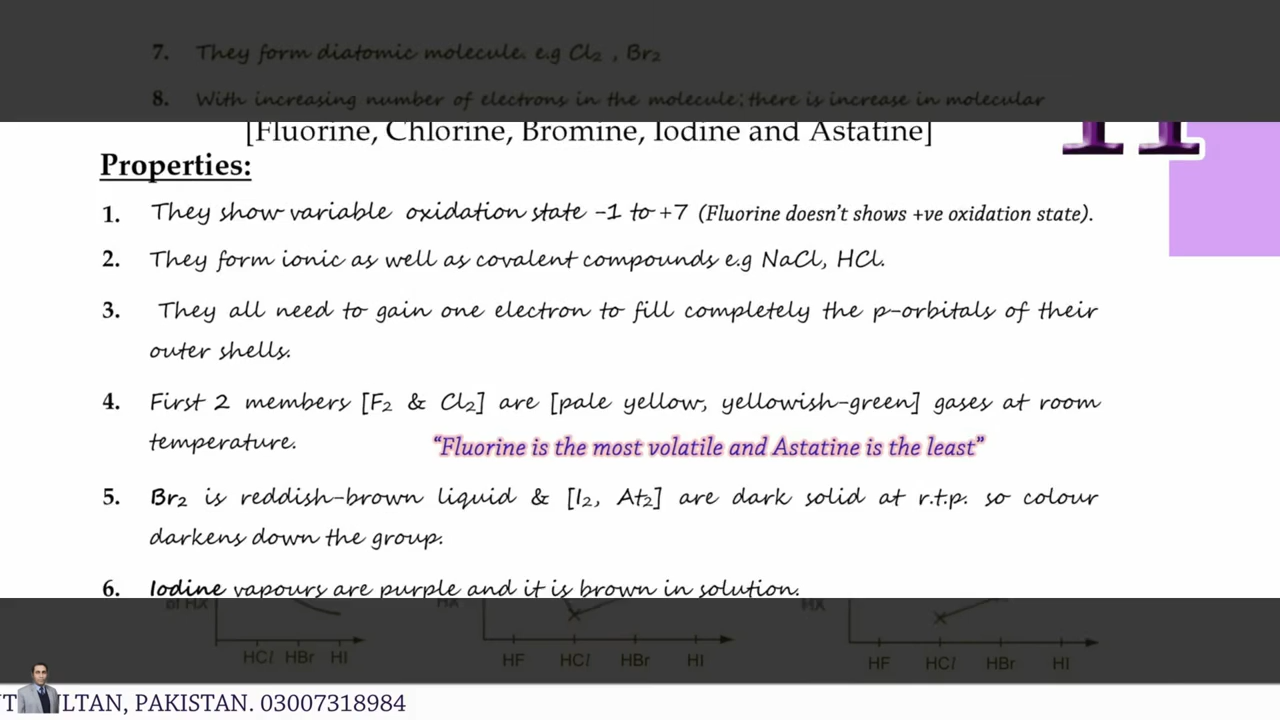 7. They form diatomic molecule. e.g Cl₂ , Br₂
8. With increasing number of electrons in the molecule; there is increase in molecular
[Fluorine, Chlorine, Bromine, Iodine and Astatine]
Properties:
1. They show variable oxidation state -1 to +7 (Fluorine doesn't shows +ve oxidation state).
2. They form ionic as well as covalent compounds e.g NaCl, HCl.
3. They all need to gain one electron to fill completely the p-orbitals of their
outer shells.
4. First 2 members [F₂ & Cl₂] are [pale yellow, yellowish-green] gases at room
temperature.
"Fluorine is the most volatile and Astatine is the least"
5. Br₂ is reddish-brown liquid & [I₂, At₂] are dark solid at r.t.p. so colour
darkens down the group.
6. Iodine vapours are purple and it is brown in solution.
of HX
HX
HX
HCl HBr HI
HF HCl HBr HI
HF HCl HBr HI
LTAN, PAKISTAN. 03007318984